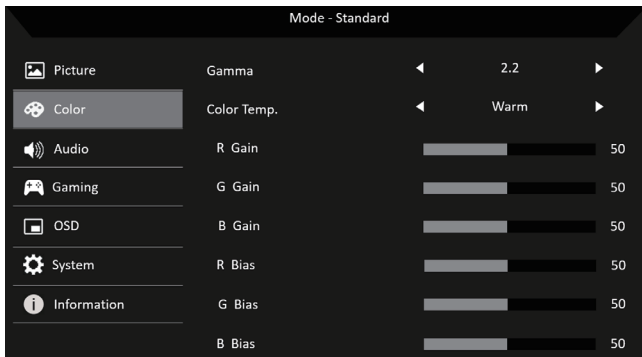 Mode - Standard
Picture
Gamma 2.2
Color
Color Temp. Warm
Audio
R Gain 50
Gaming
G Gain 50
OSD
B Gain 50
System
R Bias 50
Information
G Bias 50
B Bias 50